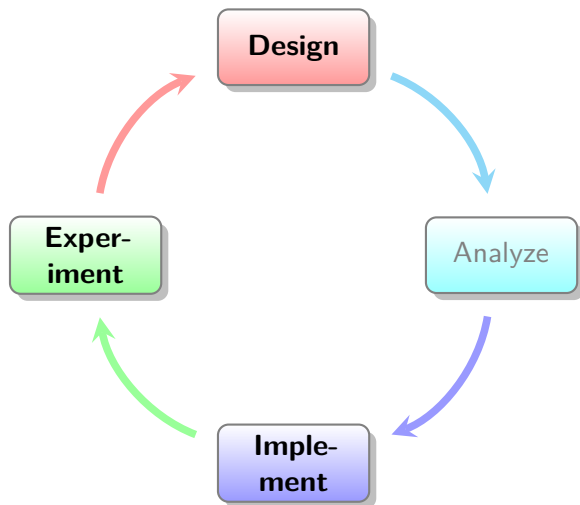 Design
Exper-
iment
Analyze
Imple-
ment